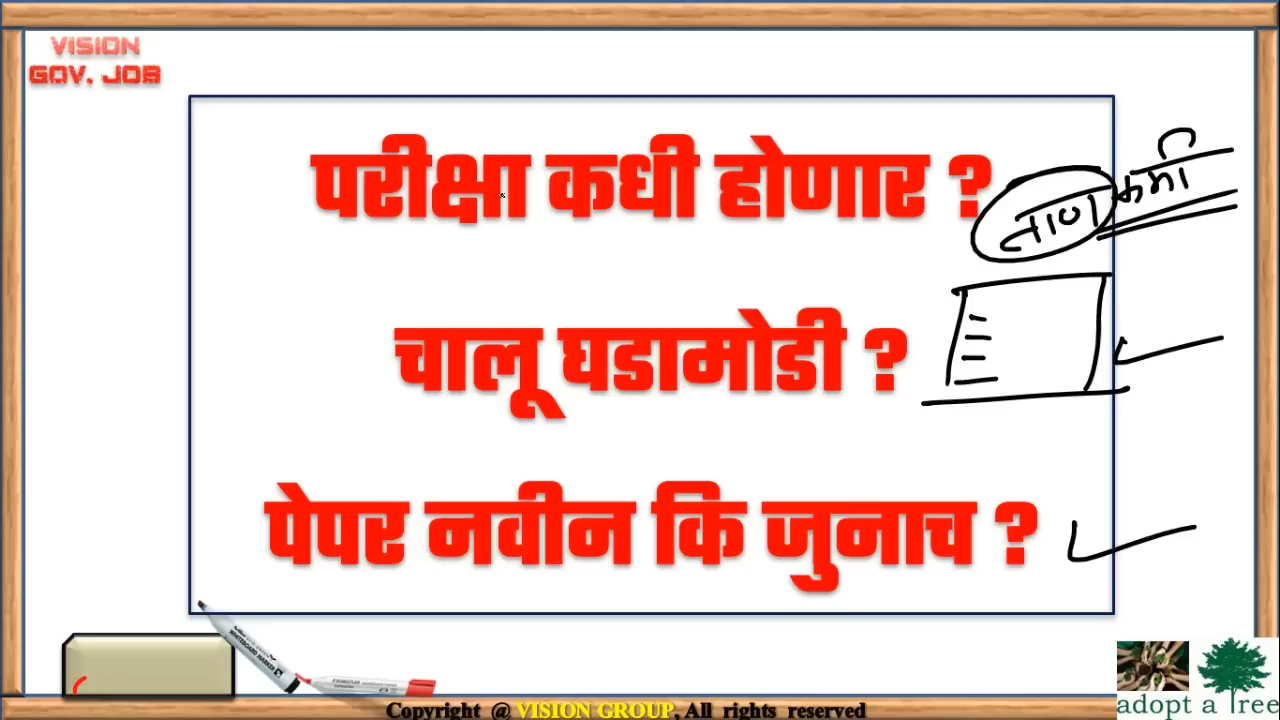 VISION
GOV. JOB
परीक्षा कधी होणार ?
चालू घडामोडी ?
पेपर नवीन कि जुनाच ?
Copyright @ VISION GROUP, All rights reserved
adopt a Tree